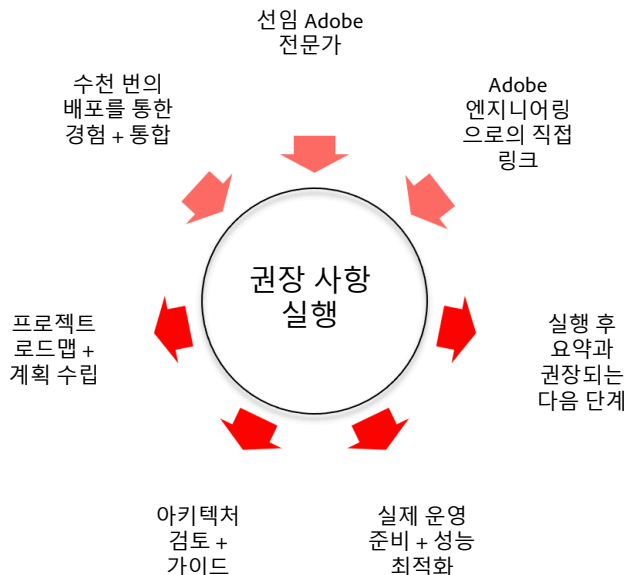 선임 Adobe
전문가
수천 번의
배포를 통한
경험 + 통합
Adobe
엔지니어링
으로의 직접
링크
권장 사항
실행
프로젝트
로드맵 +
계획 수립
실행 후
요약과
권장되는
다음 단계
아키텍처
검토 +
가이드
실제 운영
준비 + 성능
최적화